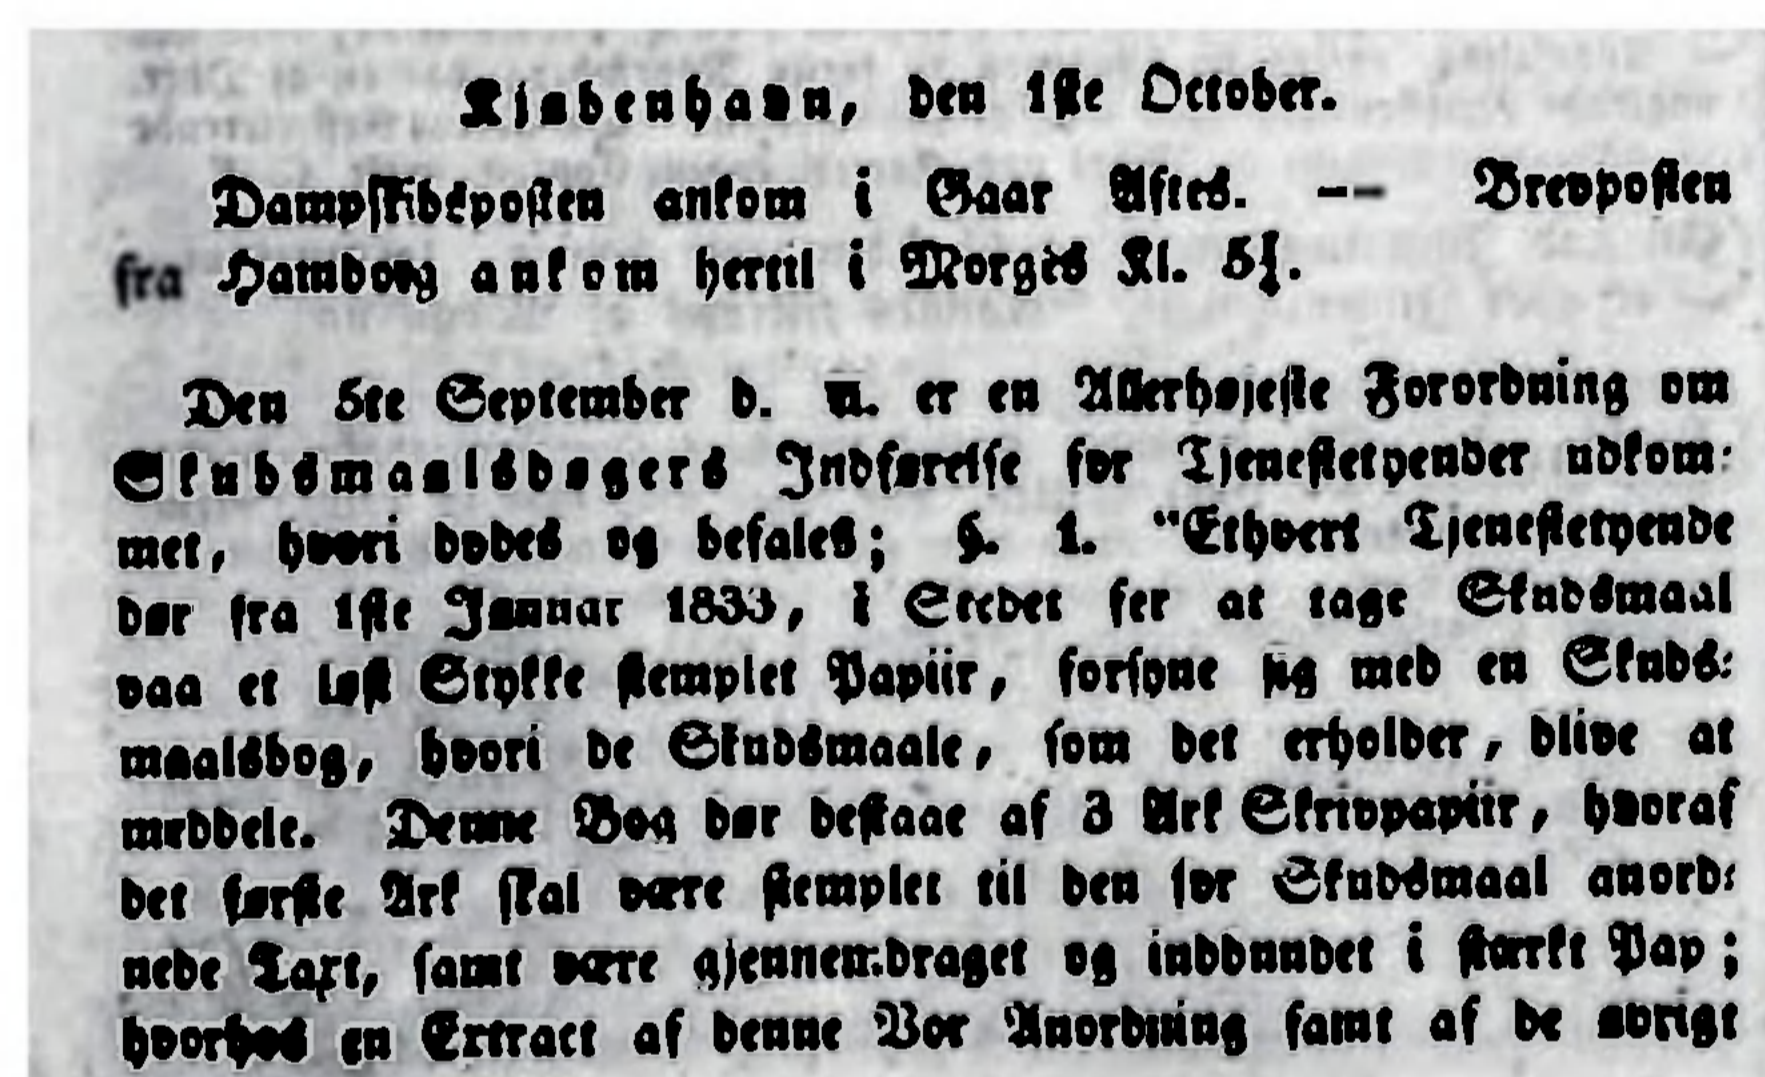 Kjøbenhavn, den 1ste October.
Dampskibsposten ankom i Gaar Aftes. -- Brevposten
fra Hamborg ankom hertil i Morges Kl. 5¼.
Den 5te September d. A. er en Allerhøjeste Forordning om
Skudsmaalsbøgers Indførelse for Tjenestetyender udkom-
met, hvori bydes og befales; §. 1. "Ethvert Tjenestetyende
bør fra 1ste Januar 1833, i Stedet for at tage Skudsmaal
paa et løst Stykke stemplet Papiir, forsyne sig med en Skuds-
maalsbog, hvori de Skudsmaale, som det erholder, blive at
meddele. Denne Bog bør bestaae af 3 Ark Skrivpapiir, hvoraf
det første Ark skal være stemplet til den for Skudsmaal anord-
nede Taxt, samt være gjennemdraget og indbundet i stærkt Pap;
hvorhos en Extract af denne Vor Anordning samt af de øvrige